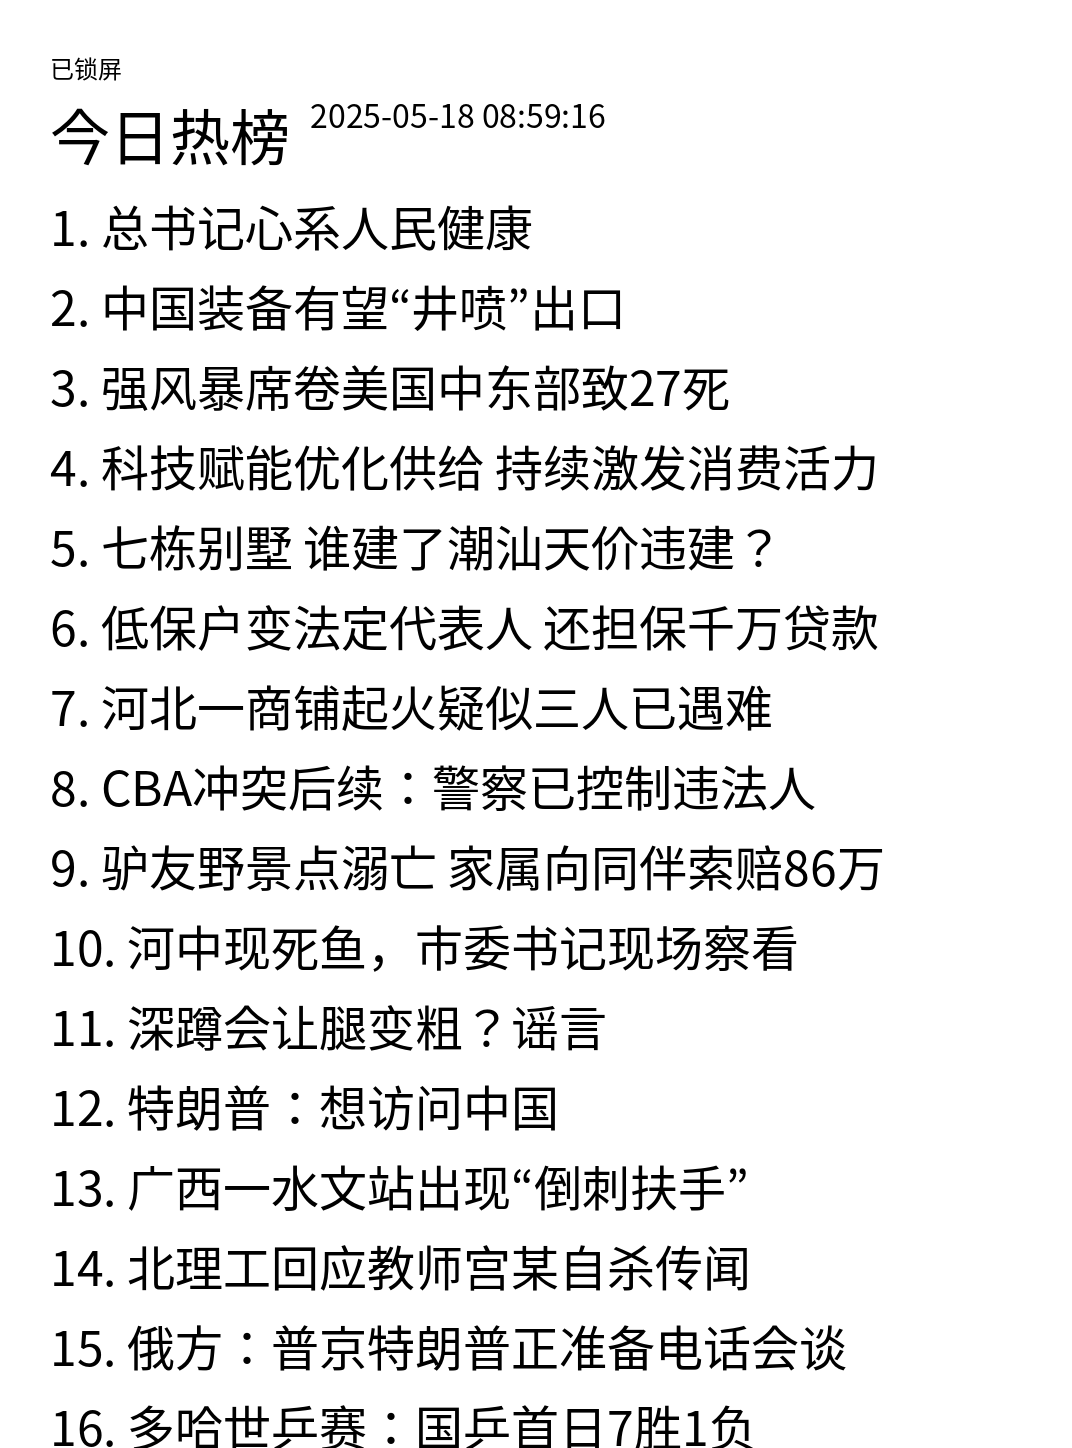 已锁屏
今日热榜 2025-05-18 08:59:16
1. 总书记心系人民健康
2. 中国装备有望“井喷”出口
3. 强风暴席卷美国中东部致27死
4. 科技赋能优化供给 持续激发消费活力
5. 七栋别墅 谁建了潮汕天价违建？
6. 低保户变法定代表人 还担保千万贷款
7. 河北一商铺起火疑似三人已遇难
8. CBA冲突后续：警察已控制违法人
9. 驴友野景点溺亡 家属向同伴索赔86万
10. 河中现死鱼，市委书记现场察看
11. 深蹲会让腿变粗？谣言
12. 特朗普：想访问中国
13. 广西一水文站出现“倒刺扶手”
14. 北理工回应教师宫某自杀传闻
15. 俄方：普京特朗普正准备电话会谈
16. 多哈世乒赛：国乒首日7胜1负